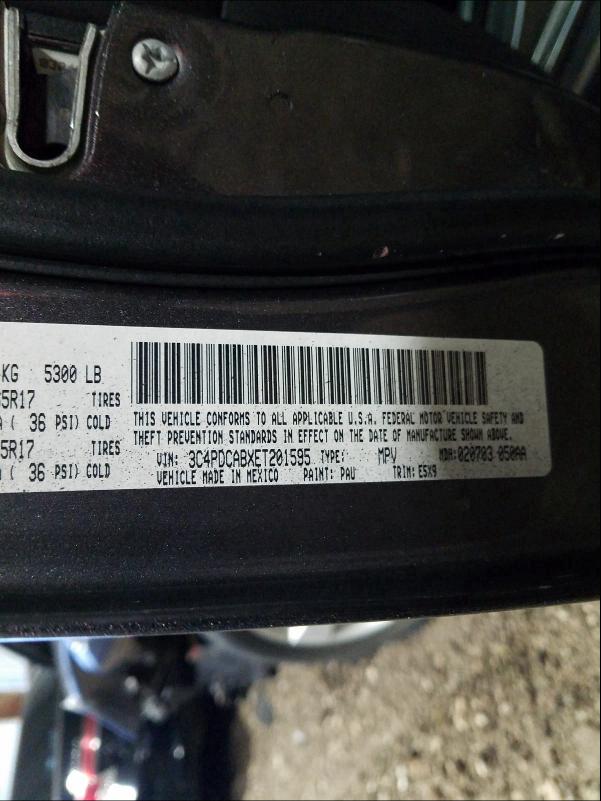 KG 5300 LB
5R17 TIRES
( 36 PSI) COLD
5R17 TIRES
( 36 PSI) COLD
THIS VEHICLE CONFORMS TO ALL APPLICABLE U.S.A. FEDERAL MOTOR VEHICLE SAFETY AND
THEFT PREVENTION STANDARDS IN EFFECT ON THE DATE OF MANUFACTURE SHOWN ABOVE.
VIN: 3C4PDCABXET201595 TYPE: MPV MDH: 020703 050AA
VEHICLE MADE IN MEXICO PAINT: PAU TRIM: E5X9